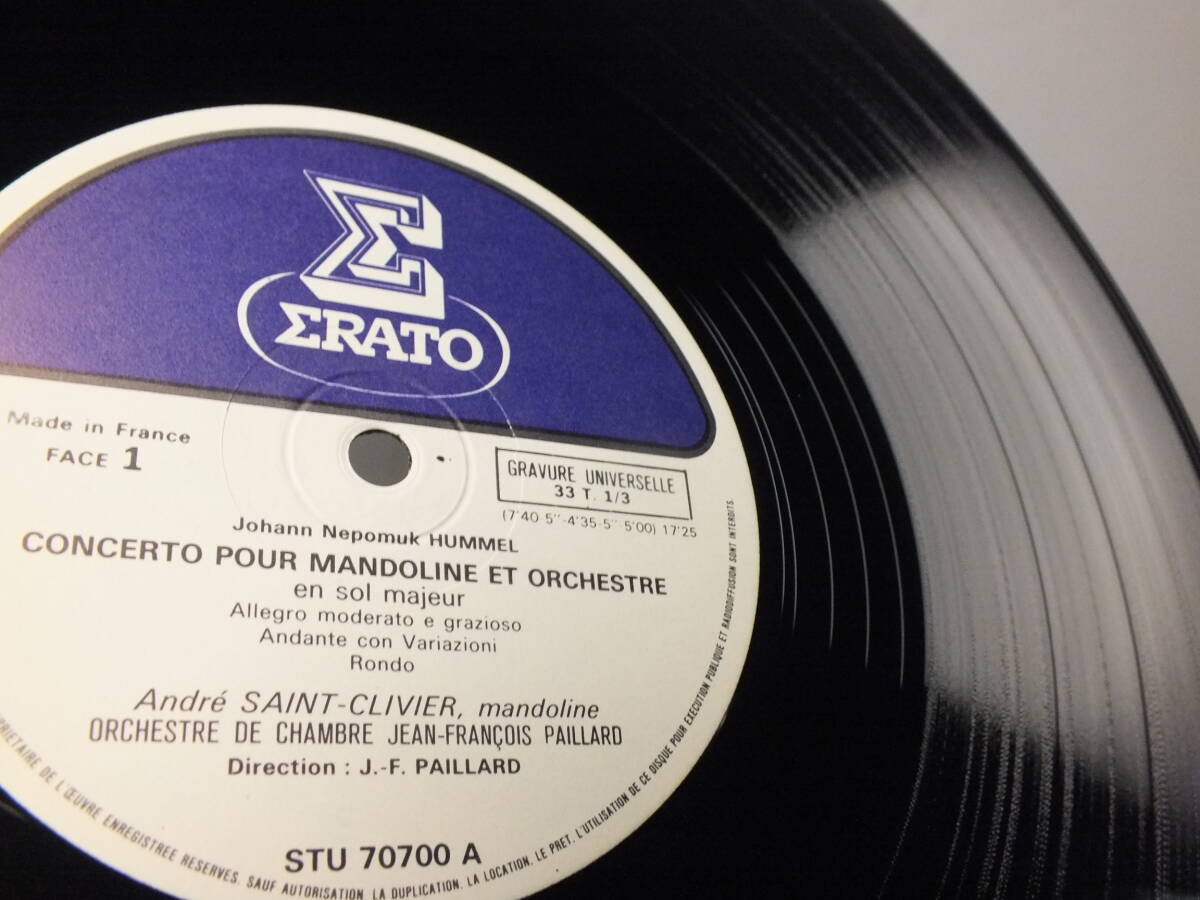 Σ
ΣRATO
Made in France
FACE 1
GRAVURE UNIVERSELLE
33 T. 1/3
(7'40-5''-4'35-5''-5'00) 17'25
Johann Nepomuk HUMMEL
CONCERTO POUR MANDOLINE ET ORCHESTRE
en sol majeur
Allegro moderato e grazioso
Andante con Variazioni
Rondo
André SAINT-CLIVIER, mandoline
ORCHESTRE DE CHAMBRE JEAN-FRANÇOIS PAILLARD
Direction : J.-F. PAILLARD
STU 70700 A
DE L'ŒUVRE ENREGISTREE RESERVES. SAUF AUTORISATION. LA DUPLICATION. LA LOCATION. LE PRET. L'UTILISATION DE CE DISQUE POUR EXECUTION PUBLIQUE ET RADIODIFFUSION SONT INTERDITS.